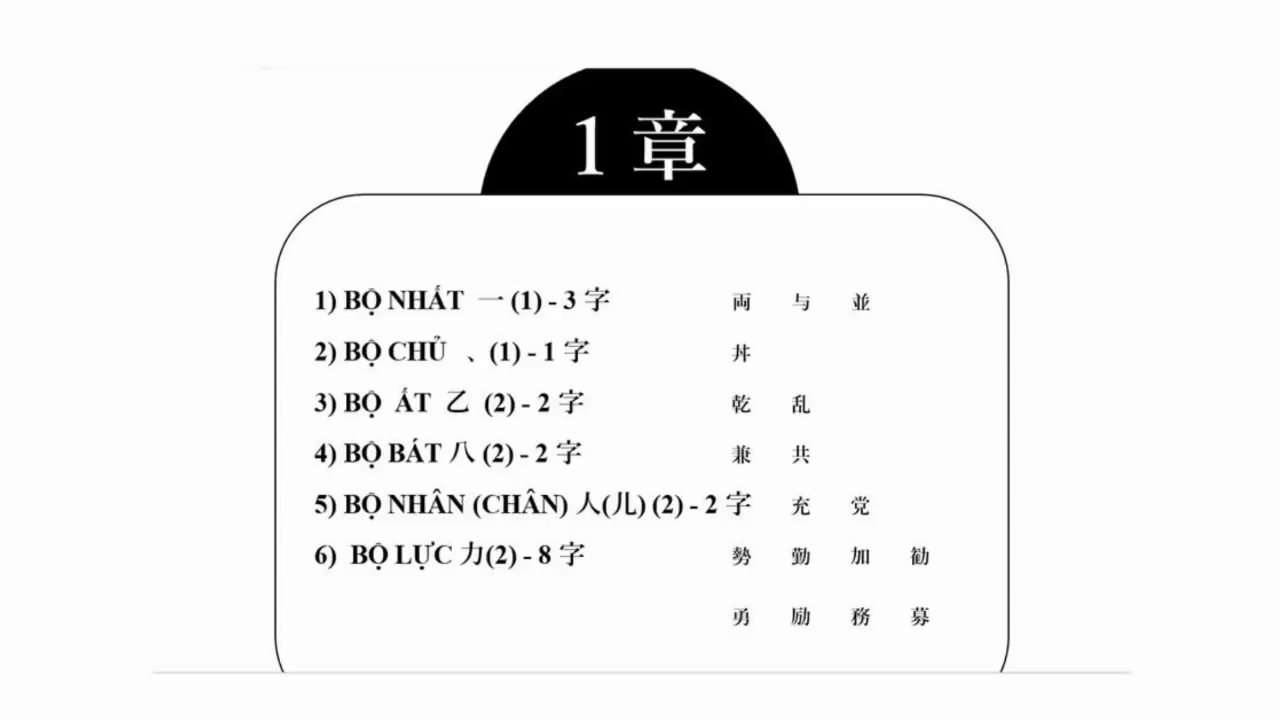 1 章
1) BỘ NHẤT 一 (1) - 3 字 両 与 並
2) BỘ CHỦ 、(1) - 1 字 丼
3) BỘ ẤT 乙 (2) - 2 字 乾 乱
4) BỘ BÁT 八 (2) - 2 字 兼 共
5) BỘ NHÂN (CHÂN) 人(儿) (2) - 2 字 充 党
6) BỘ LỰC 力(2) - 8 字 勢 勤 加 勧
勇 励 務 募